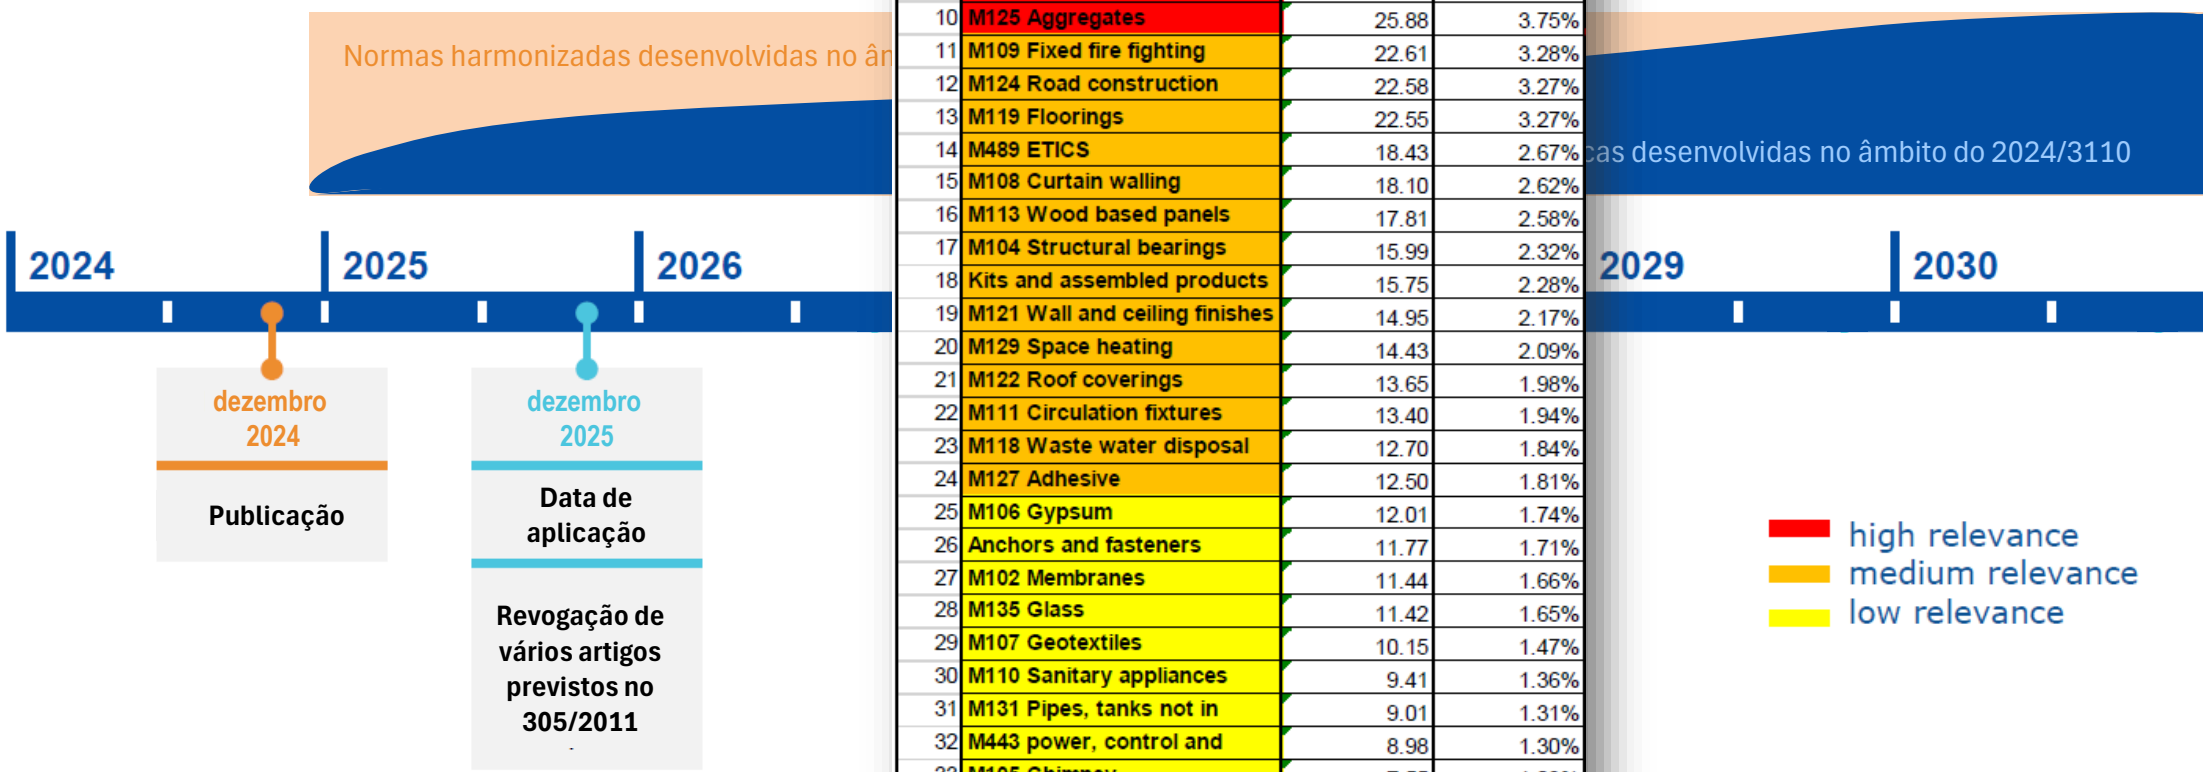 Normas harmonizadas desenvolvidas no
desenvolvidas no âmbito do 2024/3110
2024
2025
2026
2029
2030
dezembro
2024
Publicação
dezembro
2025
Data de
aplicação
Revogação de
vários artigos
previstos no
305/2011
10 M125 Aggregates 25.88 3.75%
11 M109 Fixed fire fighting 22.61 3.28%
12 M124 Road construction 22.58 3.27%
13 M119 Floorings 22.55 3.27%
14 M489 ETICS 18.43 2.67%
15 M108 Curtain walling 18.10 2.62%
16 M113 Wood based panels 17.81 2.58%
17 M104 Structural bearings 15.99 2.32%
18 Kits and assembled products 15.75 2.28%
19 M121 Wall and ceiling finishes 14.95 2.17%
20 M129 Space heating 14.43 2.09%
21 M122 Roof coverings 13.65 1.98%
22 M111 Circulation fixtures 13.40 1.94%
23 M118 Waste water disposal 12.70 1.84%
24 M127 Adhesive 12.50 1.81%
25 M106 Gypsum 12.01 1.74%
26 Anchors and fasteners 11.77 1.71%
27 M102 Membranes 11.44 1.66%
28 M135 Glass 11.42 1.65%
29 M107 Geotextiles 10.15 1.47%
30 M110 Sanitary appliances 9.41 1.36%
31 M131 Pipes, tanks not in 9.01 1.31%
32 M443 power, control and 8.98 1.30%
high relevance
medium relevance
low relevance